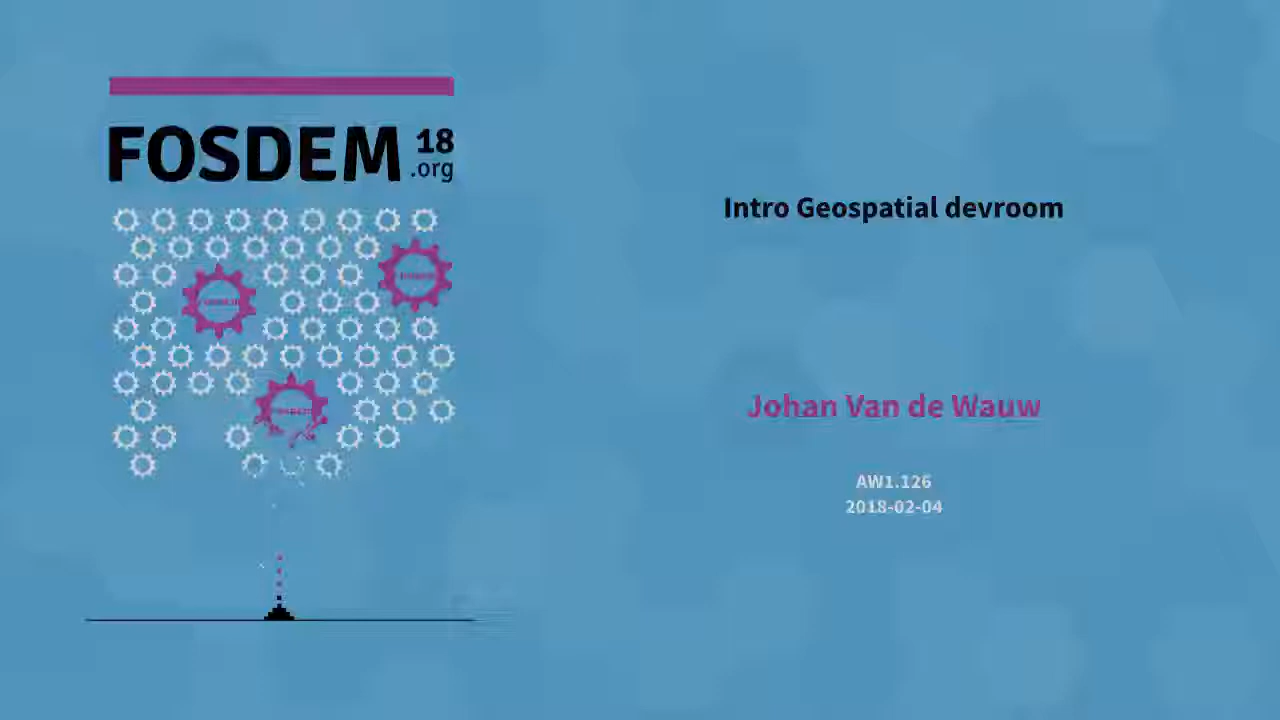 FOSDEM 18
.org
Intro Geospatial devroom
Johan Van de Wauw
AW1.126
2018-02-04